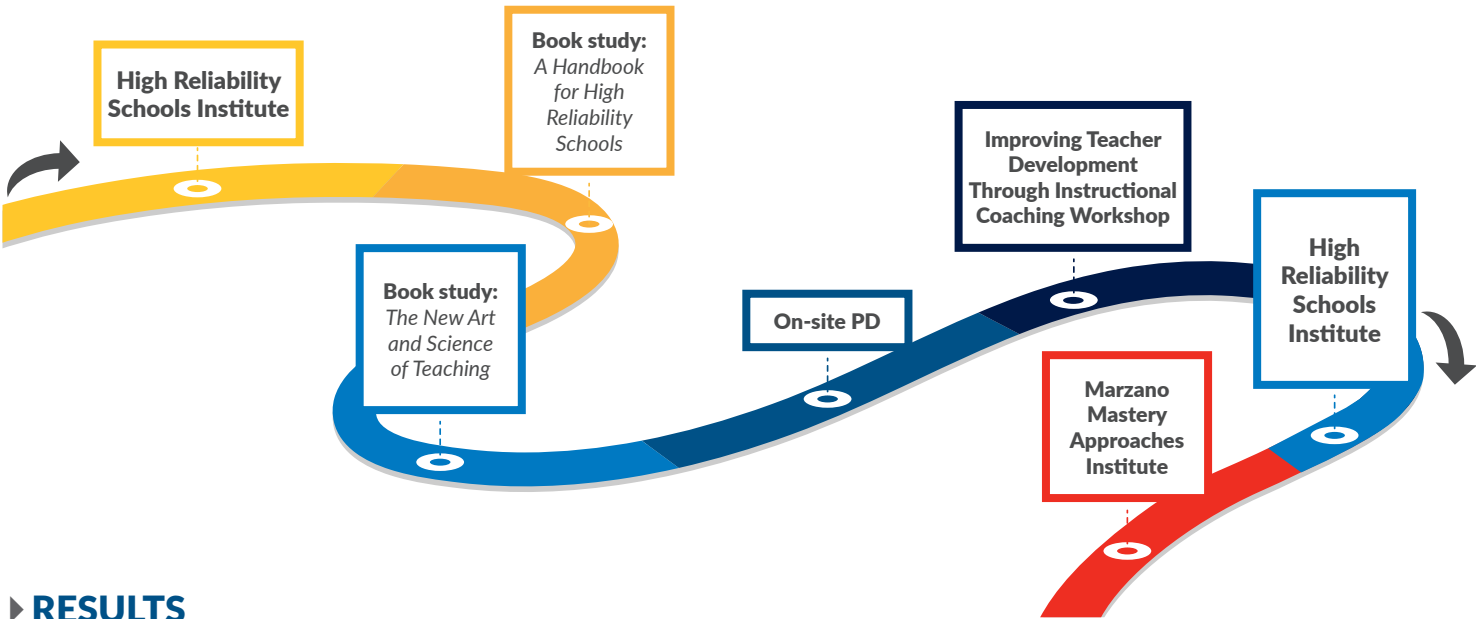 High Reliability
Schools Institute
Book study:
A Handbook
for High
Reliability
Schools
Book study:
The New Art
and Science
of Teaching
On-site PD
Improving Teacher
Development
Through Instructional
Coaching Workshop
High
Reliability
Schools
Institute
Marzano
Mastery
Approaches
Institute
RESULTS